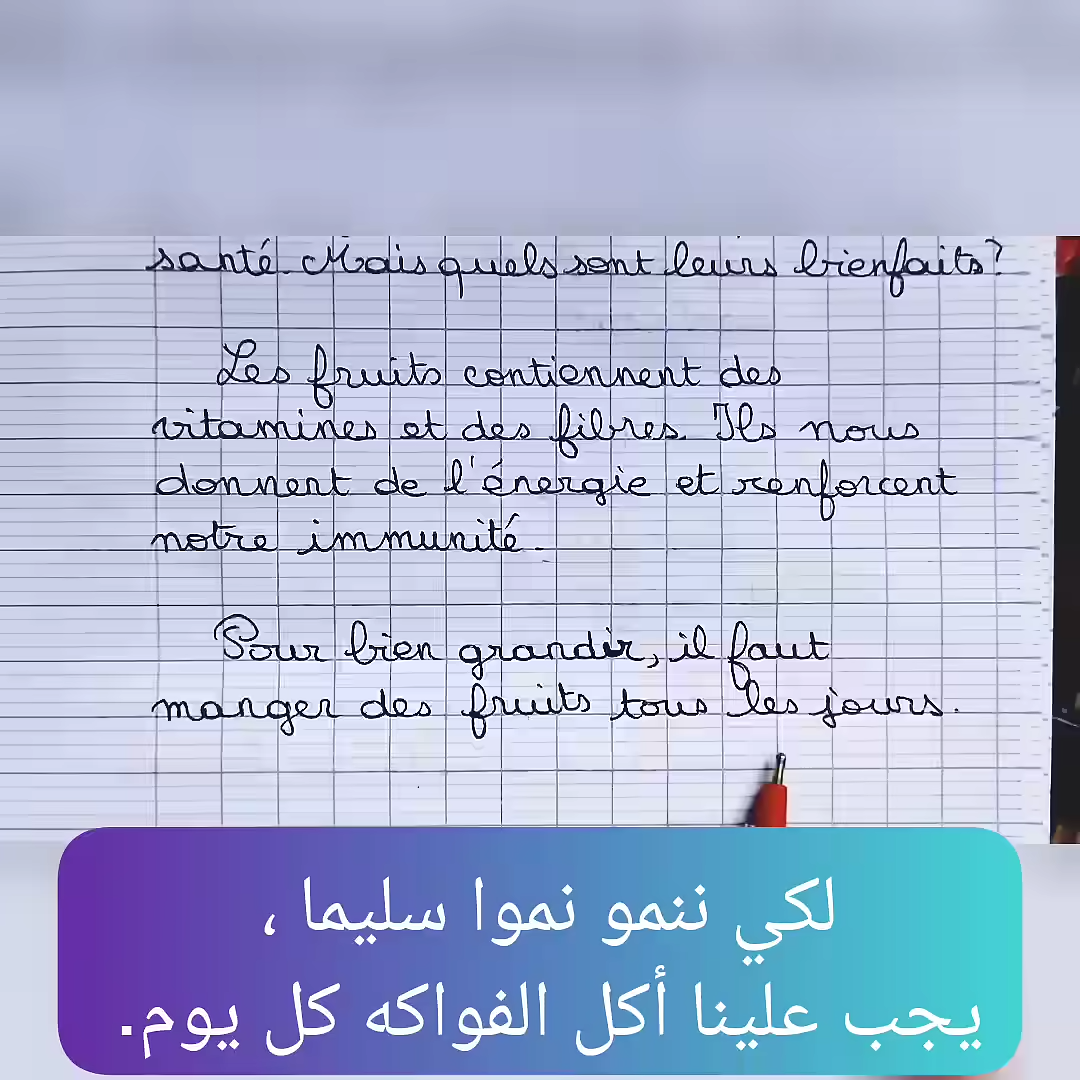 santé. Mais quels sont leurs bienfaits?
Les fruits contiennent des
vitamines et des fibres. Ils nous
donnent de l'énergie et renforcent
notre immunité.
Pour bien grandir, il faut
manger des fruits tous les jours.
لكي ننمو نموا سليما ،
يجب علينا أكل الفواكه كل يوم.